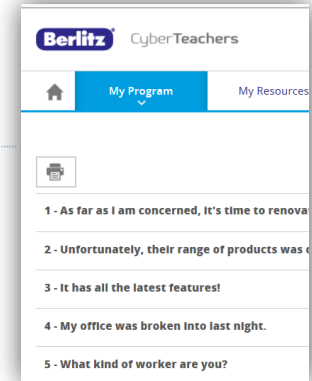 Berlitz CyberTeachers
My Program My Resources
1 - As far as I am concerned, it's time to renova
2 - Unfortunately, their range of products was
3 - It has all the latest features!
4 - My office was broken into last night.
5 - What kind of worker are you?